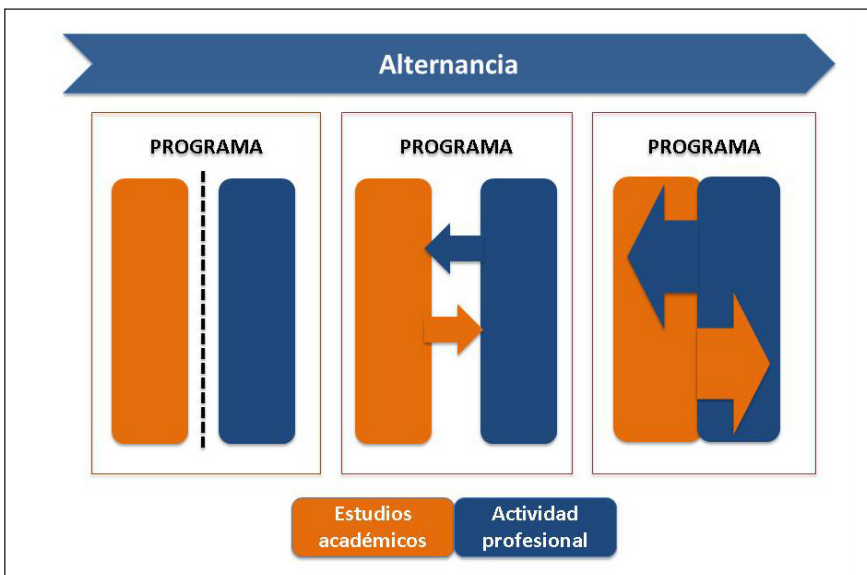 Alternancia
PROGRAMA
PROGRAMA
PROGRAMA
Estudios
académicos
Actividad
profesional